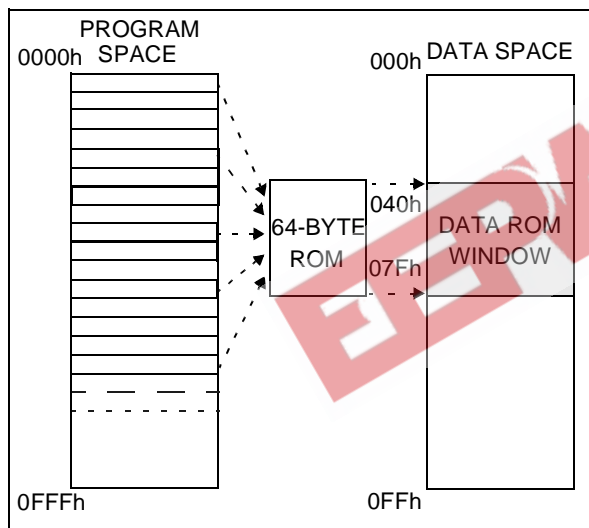 PROGRAM
SPACE
0000h
000h
DATA SPACE
64-BYTE
ROM
040h
07Fh
DATA ROM
WINDOW
0FFFh
0FFh